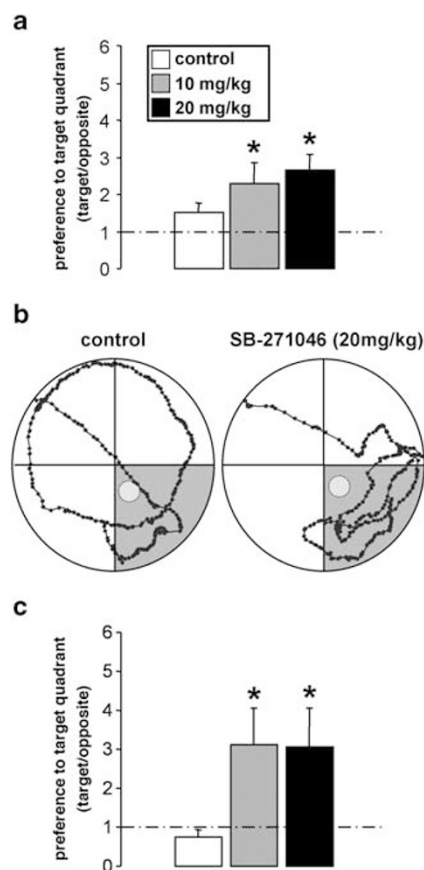 a
preference to target quadrant
(target/opposite)
6
5
4
3
2
1
0
control
10 mg/kg
20 mg/kg
*
*
b
control
SB-271046 (20mg/kg)
c
preference to target quadrant
(target/opposite)
6
5
4
3
2
1
0
*
*